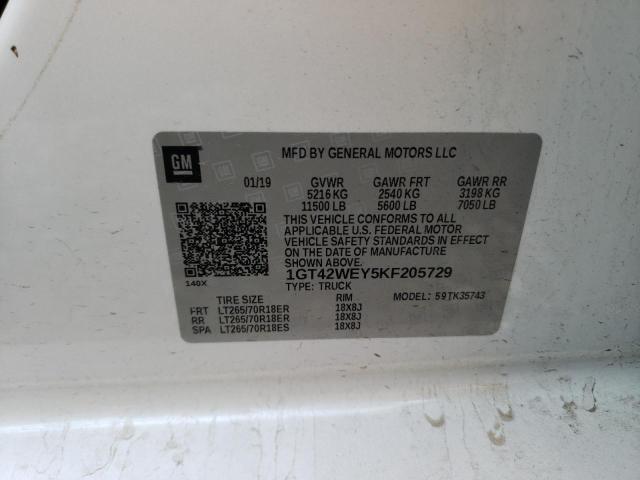 GM
MFD BY GENERAL MOTORS LLC
01/19 GVWR GAWR FRT GAWR RR
5216 KG 2540 KG 3198 KG
11500 LB 5600 LB 7050 LB
THIS VEHICLE CONFORMS TO ALL
APPLICABLE U.S. FEDERAL MOTOR
VEHICLE SAFETY STANDARDS IN EFFECT
ON THE DATE OF MANUFACTURE
SHOWN ABOVE.
140X
1GT42WEY5KF205729
TYPE: TRUCK
TIRE SIZE RIM MODEL: 59TK35743
FRT LT265/70R18ER 18X8J
RR LT265/70R18ER 18X8J
SPA LT265/70R18ES 18X8J